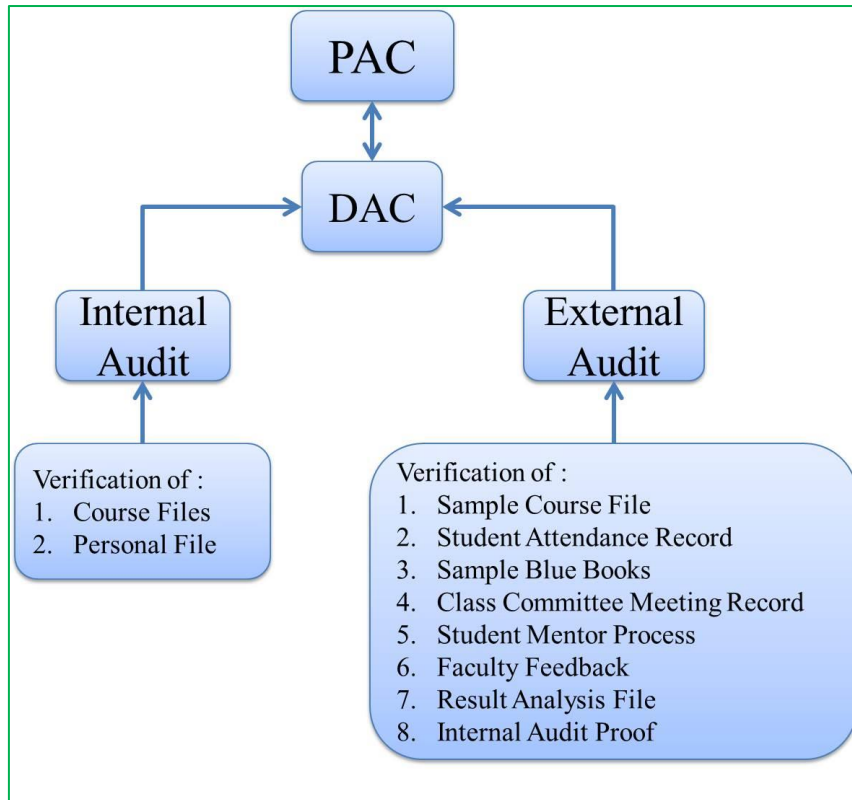 PAC
DAC
Internal
Audit
External
Audit
Verification of :
1. Course Files
2. Personal File
Verification of :
1. Sample Course File
2. Student Attendance Record
3. Sample Blue Books
4. Class Committee Meeting Record
5. Student Mentor Process
6. Faculty Feedback
7. Result Analysis File
8. Internal Audit Proof